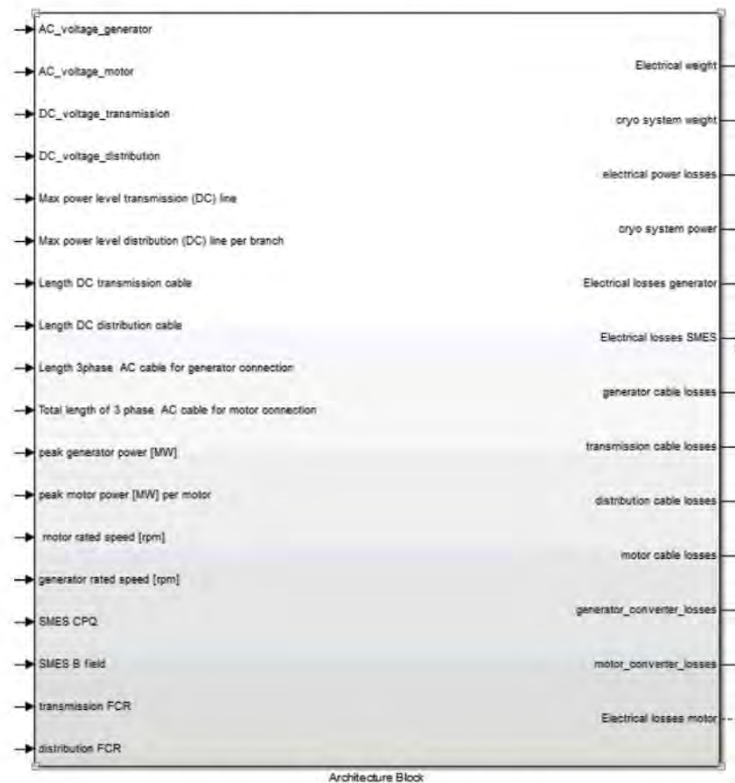 AC_voltage_generator
AC_voltage_motor
DC_voltage_transmission
DC_voltage_distribution
Max power level transmission (DC) line
Max power level distribution (DC) line per branch
Length DC transmission cable
Length DC distribution cable
Length 3phase AC cable for generator connection
Total length of 3 phase AC cable for motor connection
peak generator power [MW]
peak motor power [MW] per motor
motor rated speed [rpm]
generator rated speed [rpm]
SMES CPQ
SMES B field
transmission FCR
distribution FCR
Electrical weight
cryo system weight
electrical power losses
cryo system power
Electrical losses generator
Electrical losses SMES
generator cable losses
transmission cable losses
distribution cable losses
motor cable losses
generator_converter_losses
motor_converter_losses
Electrical losses motor
Architecture Block